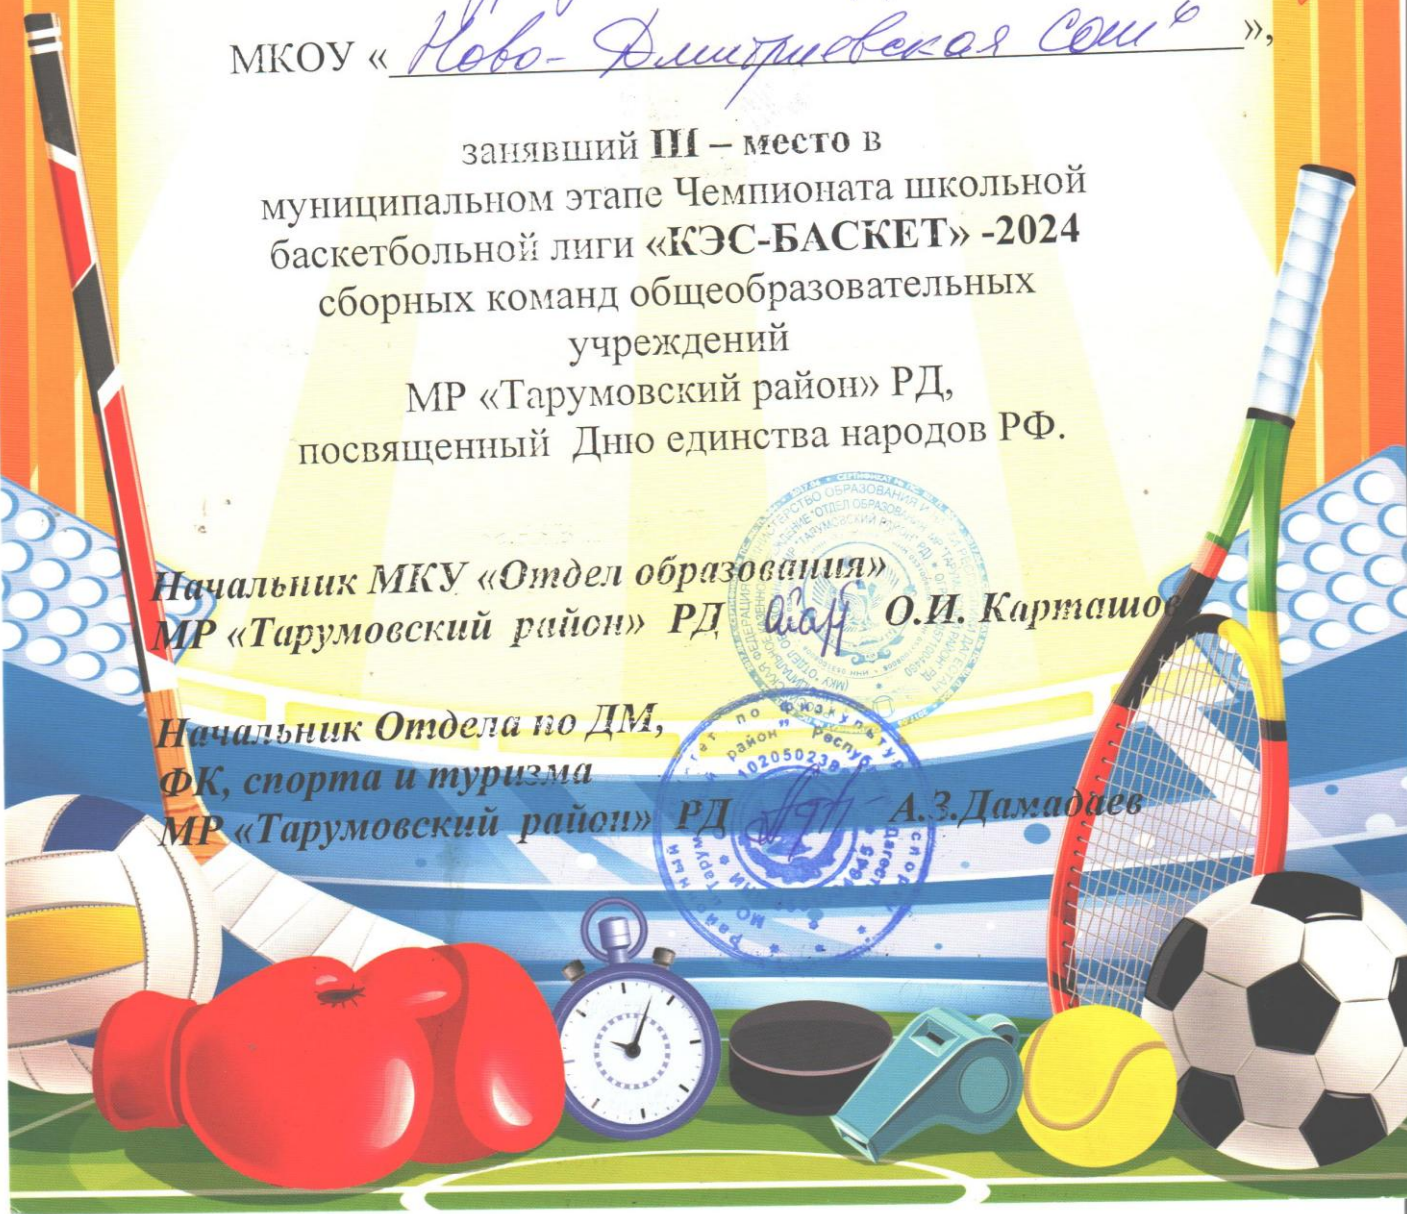 МКОУ « Ново-Дмитриевская сош »,
занявший III – место в
муниципальном этапе Чемпионата школьной
баскетбольной лиги «КЭС-БАСКЕТ» -2024
сборных команд общеобразовательных
учреждений
МР «Тарумовский район» РД,
посвященный Дню единства народов РФ.
Начальник МКУ «Отдел образования»
МР «Тарумовский район» РД О.И. Карташов
Начальник Отдела по ДМ,
ФК, спорта и туризма
МР «Тарумовский район» РД А.З.Дамадаев